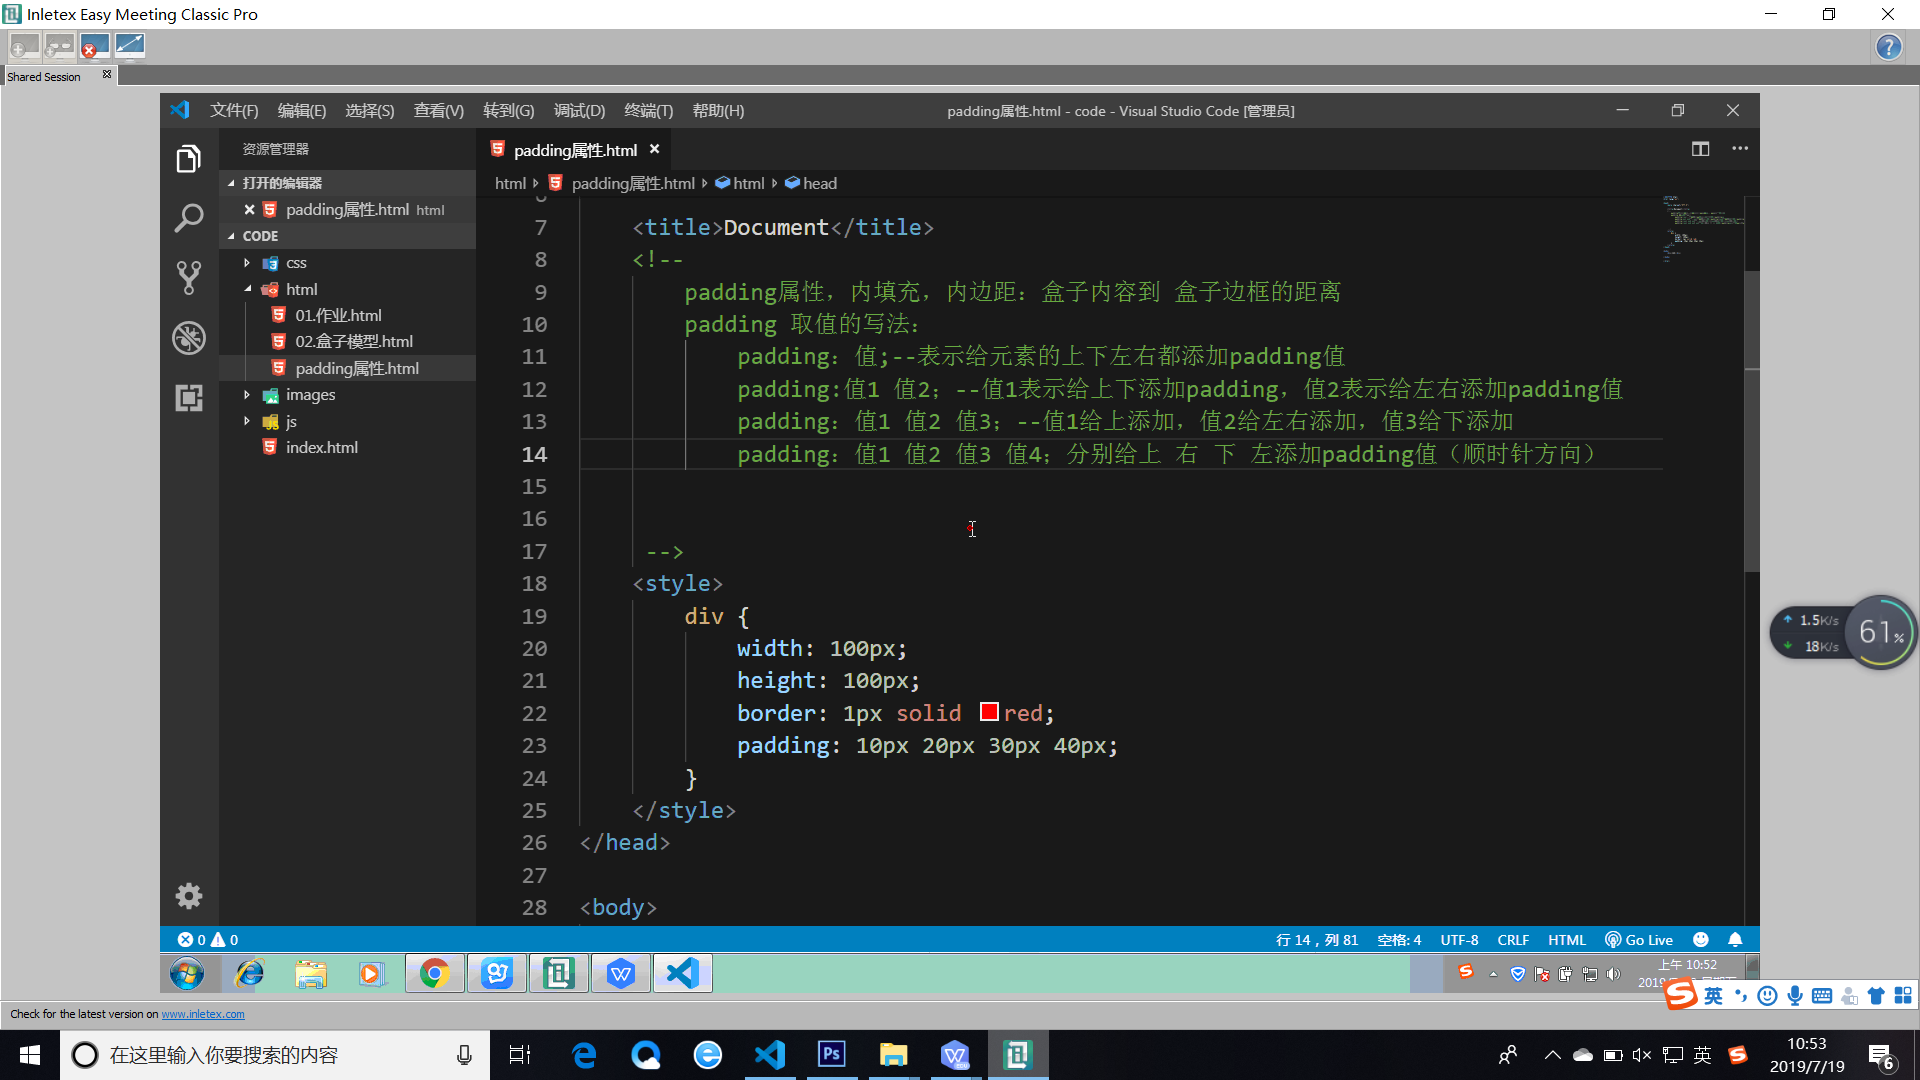 Inletex Easy Meeting Classic Pro
Shared Session
文件(F) 编辑(E) 选择(S) 查看(V) 转到(G) 调试(D) 终端(T) 帮助(H)
padding属性.html - code - Visual Studio Code [管理员]
资源管理器
打开的编辑器
padding属性.html html
CODE
css
html
01.作业.html
02.盒子模型.html
padding属性.html
images
js
index.html
padding属性.html
html padding属性.html html head
7 <title>Document</title>
8 <!--
9 padding属性，内填充，内边距：盒子内容到 盒子边框的距离
10 padding 取值的写法：
11 padding：值;--表示给元素的上下左右都添加padding值
12 padding:值1 值2；--值1表示给上下添加padding，值2表示给左右添加padding值
13 padding：值1 值2 值3；--值1给上添加，值2给左右添加，值3给下添加
14 padding：值1 值2 值3 值4；分别给上 右 下 左添加padding值（顺时针方向）
15
16
17 -->
18 <style>
19 div {
20 width: 100px;
21 height: 100px;
22 border: 1px solid red;
23 padding: 10px 20px 30px 40px;
24 }
25 </style>
26 </head>
27
28 <body>
0 0
行 14，列 81 空格: 4 UTF-8 CRLF HTML Go Live
1.5K/s
18K/s
61%
上午 10:52
英
Check for the latest version on www.inletex.com
在这里输入你要搜索的内容
Ps
英
10:53
2019/7/19
6